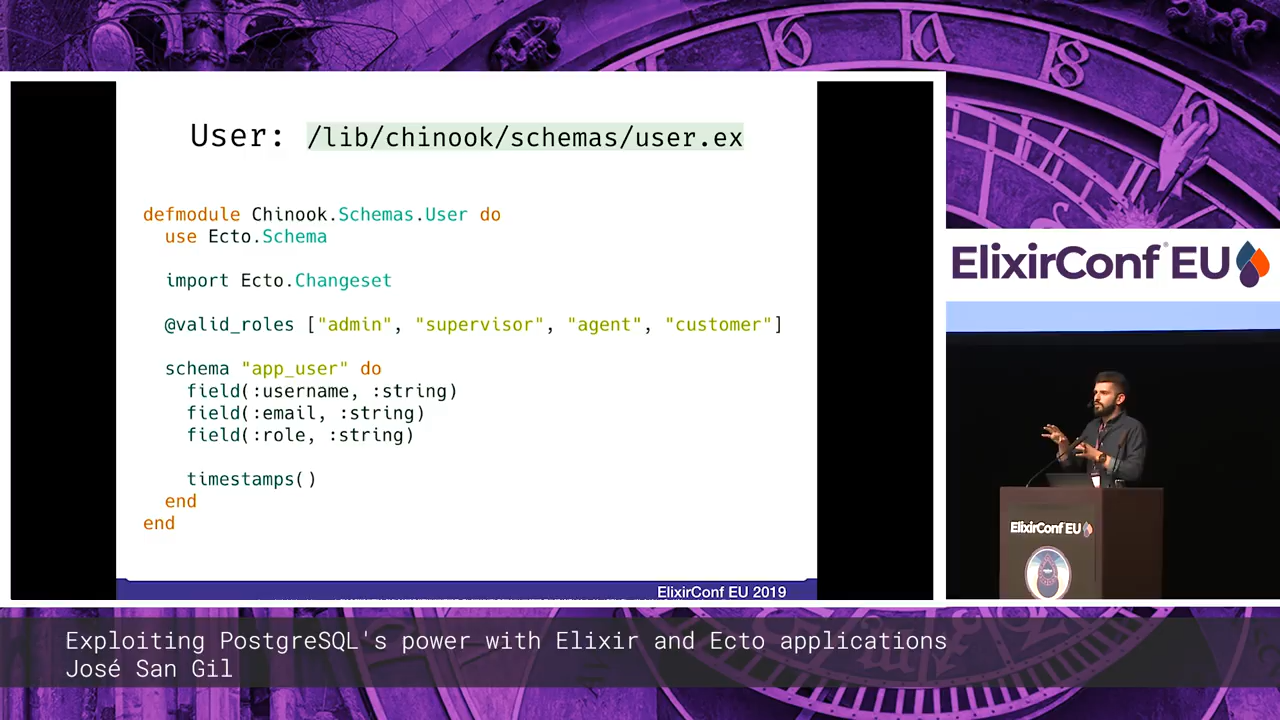 User: /lib/chinook/schemas/user.ex
defmodule Chinook.Schemas.User do
use Ecto.Schema
import Ecto.Changeset
@valid_roles ["admin", "supervisor", "agent", "customer"]
schema "app_user" do
field(:username, :string)
field(:email, :string)
field(:role, :string)
timestamps()
end
end
ElixirConf EU 2019
ElixirConf® EU
ElixirConf EU
Exploiting PostgreSQL's power with Elixir and Ecto applications
José San Gil